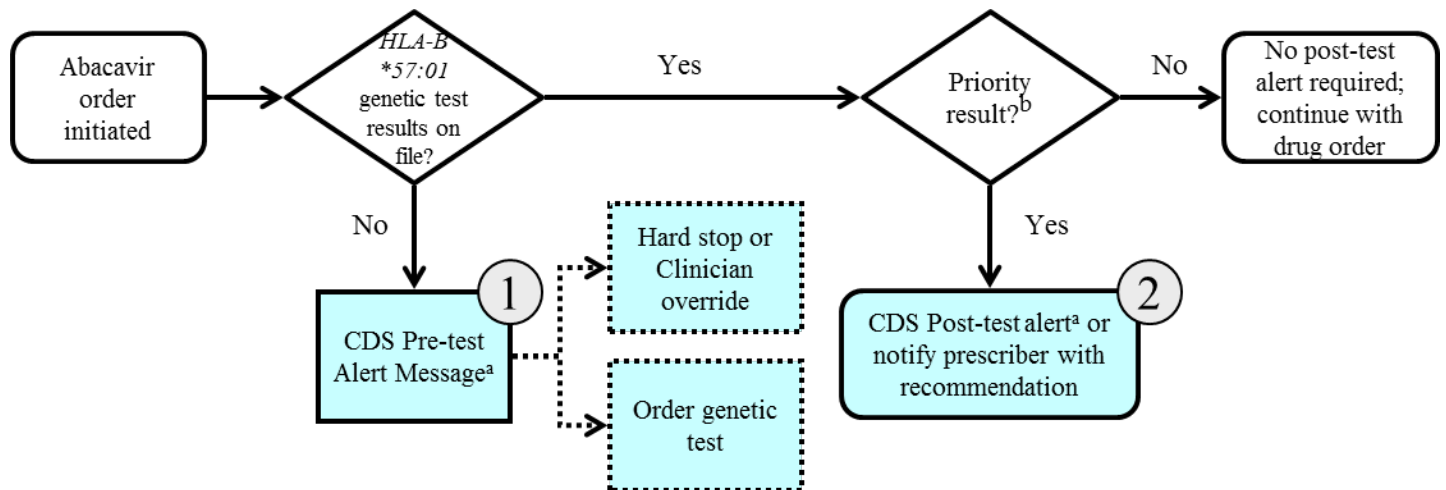 Abacavir
order
initiated
HLA-B
*57:01
genetic test
results on
file?
Yes
Priority
result?ᵇ
No
No post-test
alert required;
continue with
drug order
No
Yes
1
CDS Pre-test
Alert Messageᵃ
Hard stop or
Clinician
override
Order genetic
test
2
CDS Post-test alertᵃ or
notify prescriber with
recommendation